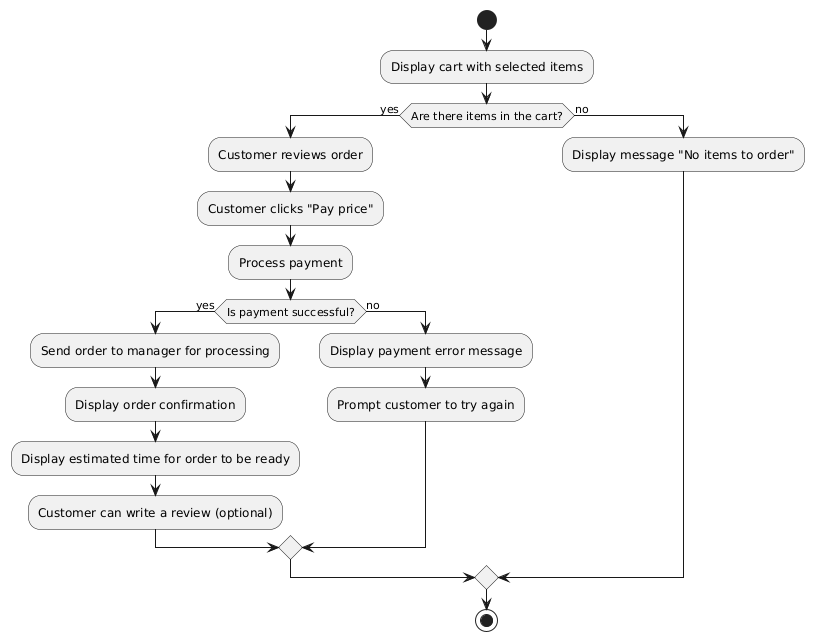 Display cart with selected items
yes
Are there items in the cart?
no
Customer reviews order
Display message "No items to order"
Customer clicks "Pay price"
Process payment
yes
Is payment successful?
no
Send order to manager for processing
Display payment error message
Display order confirmation
Prompt customer to try again
Display estimated time for order to be ready
Customer can write a review (optional)